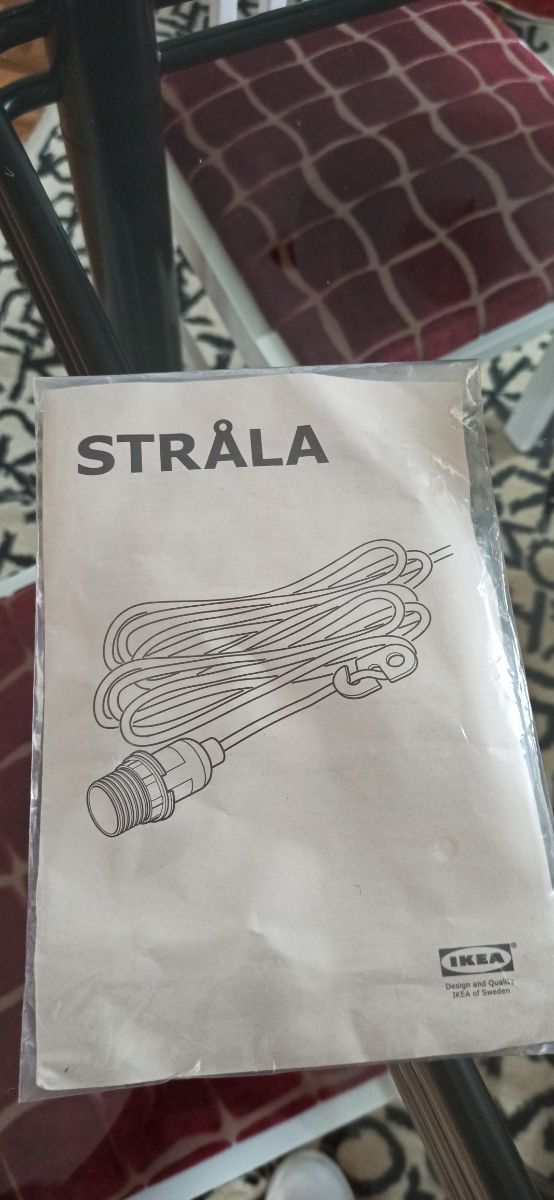 STRÅLA
IKEA®
Design and Quality
IKEA of Sweden